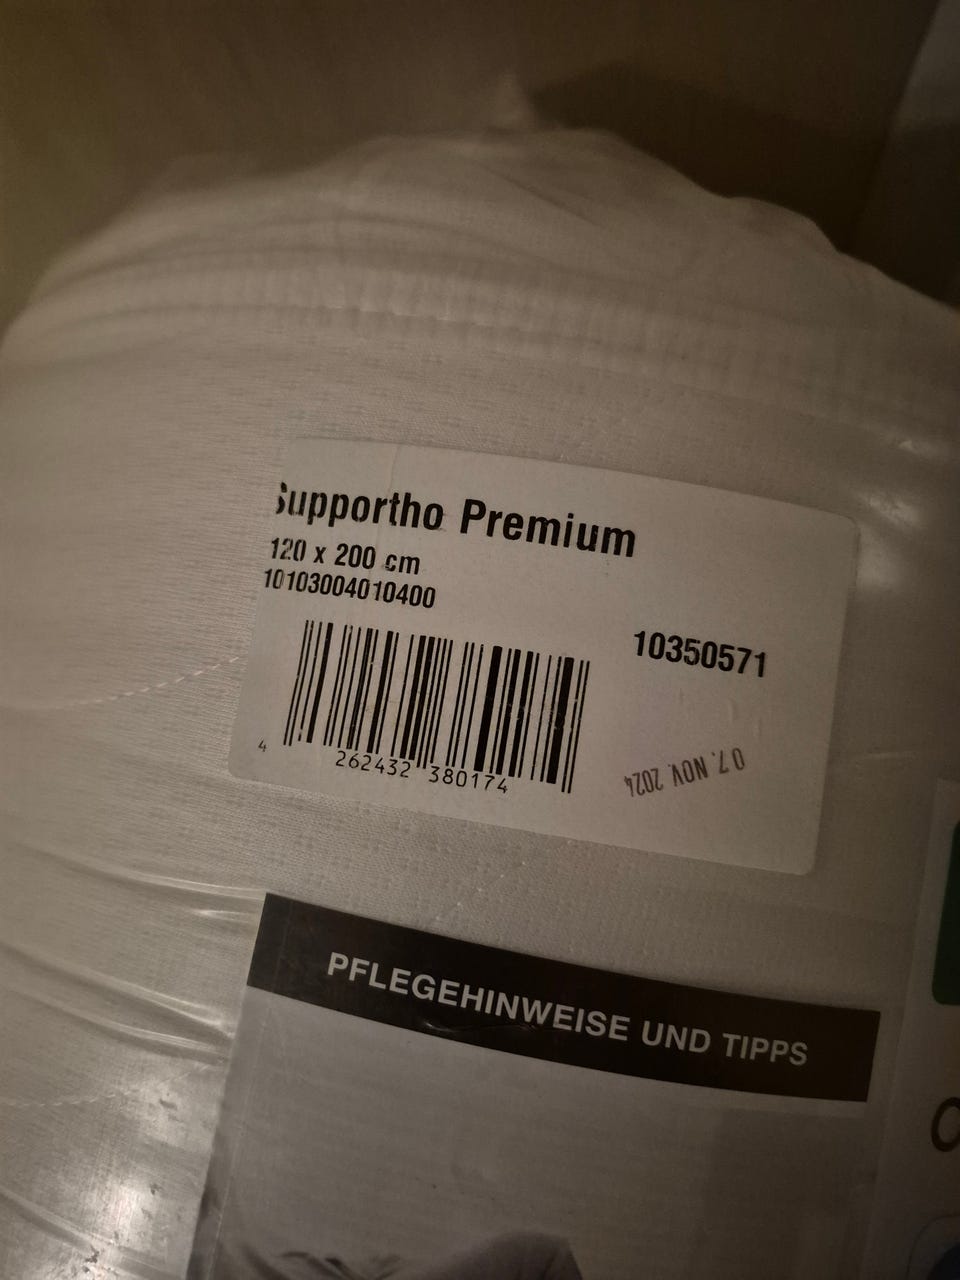 Supportho Premium
120 x 200 cm
10103004010400
10350571
4 262432 380174
07. NOV. 2024
PFLEGEHINWEISE UND TIPPS